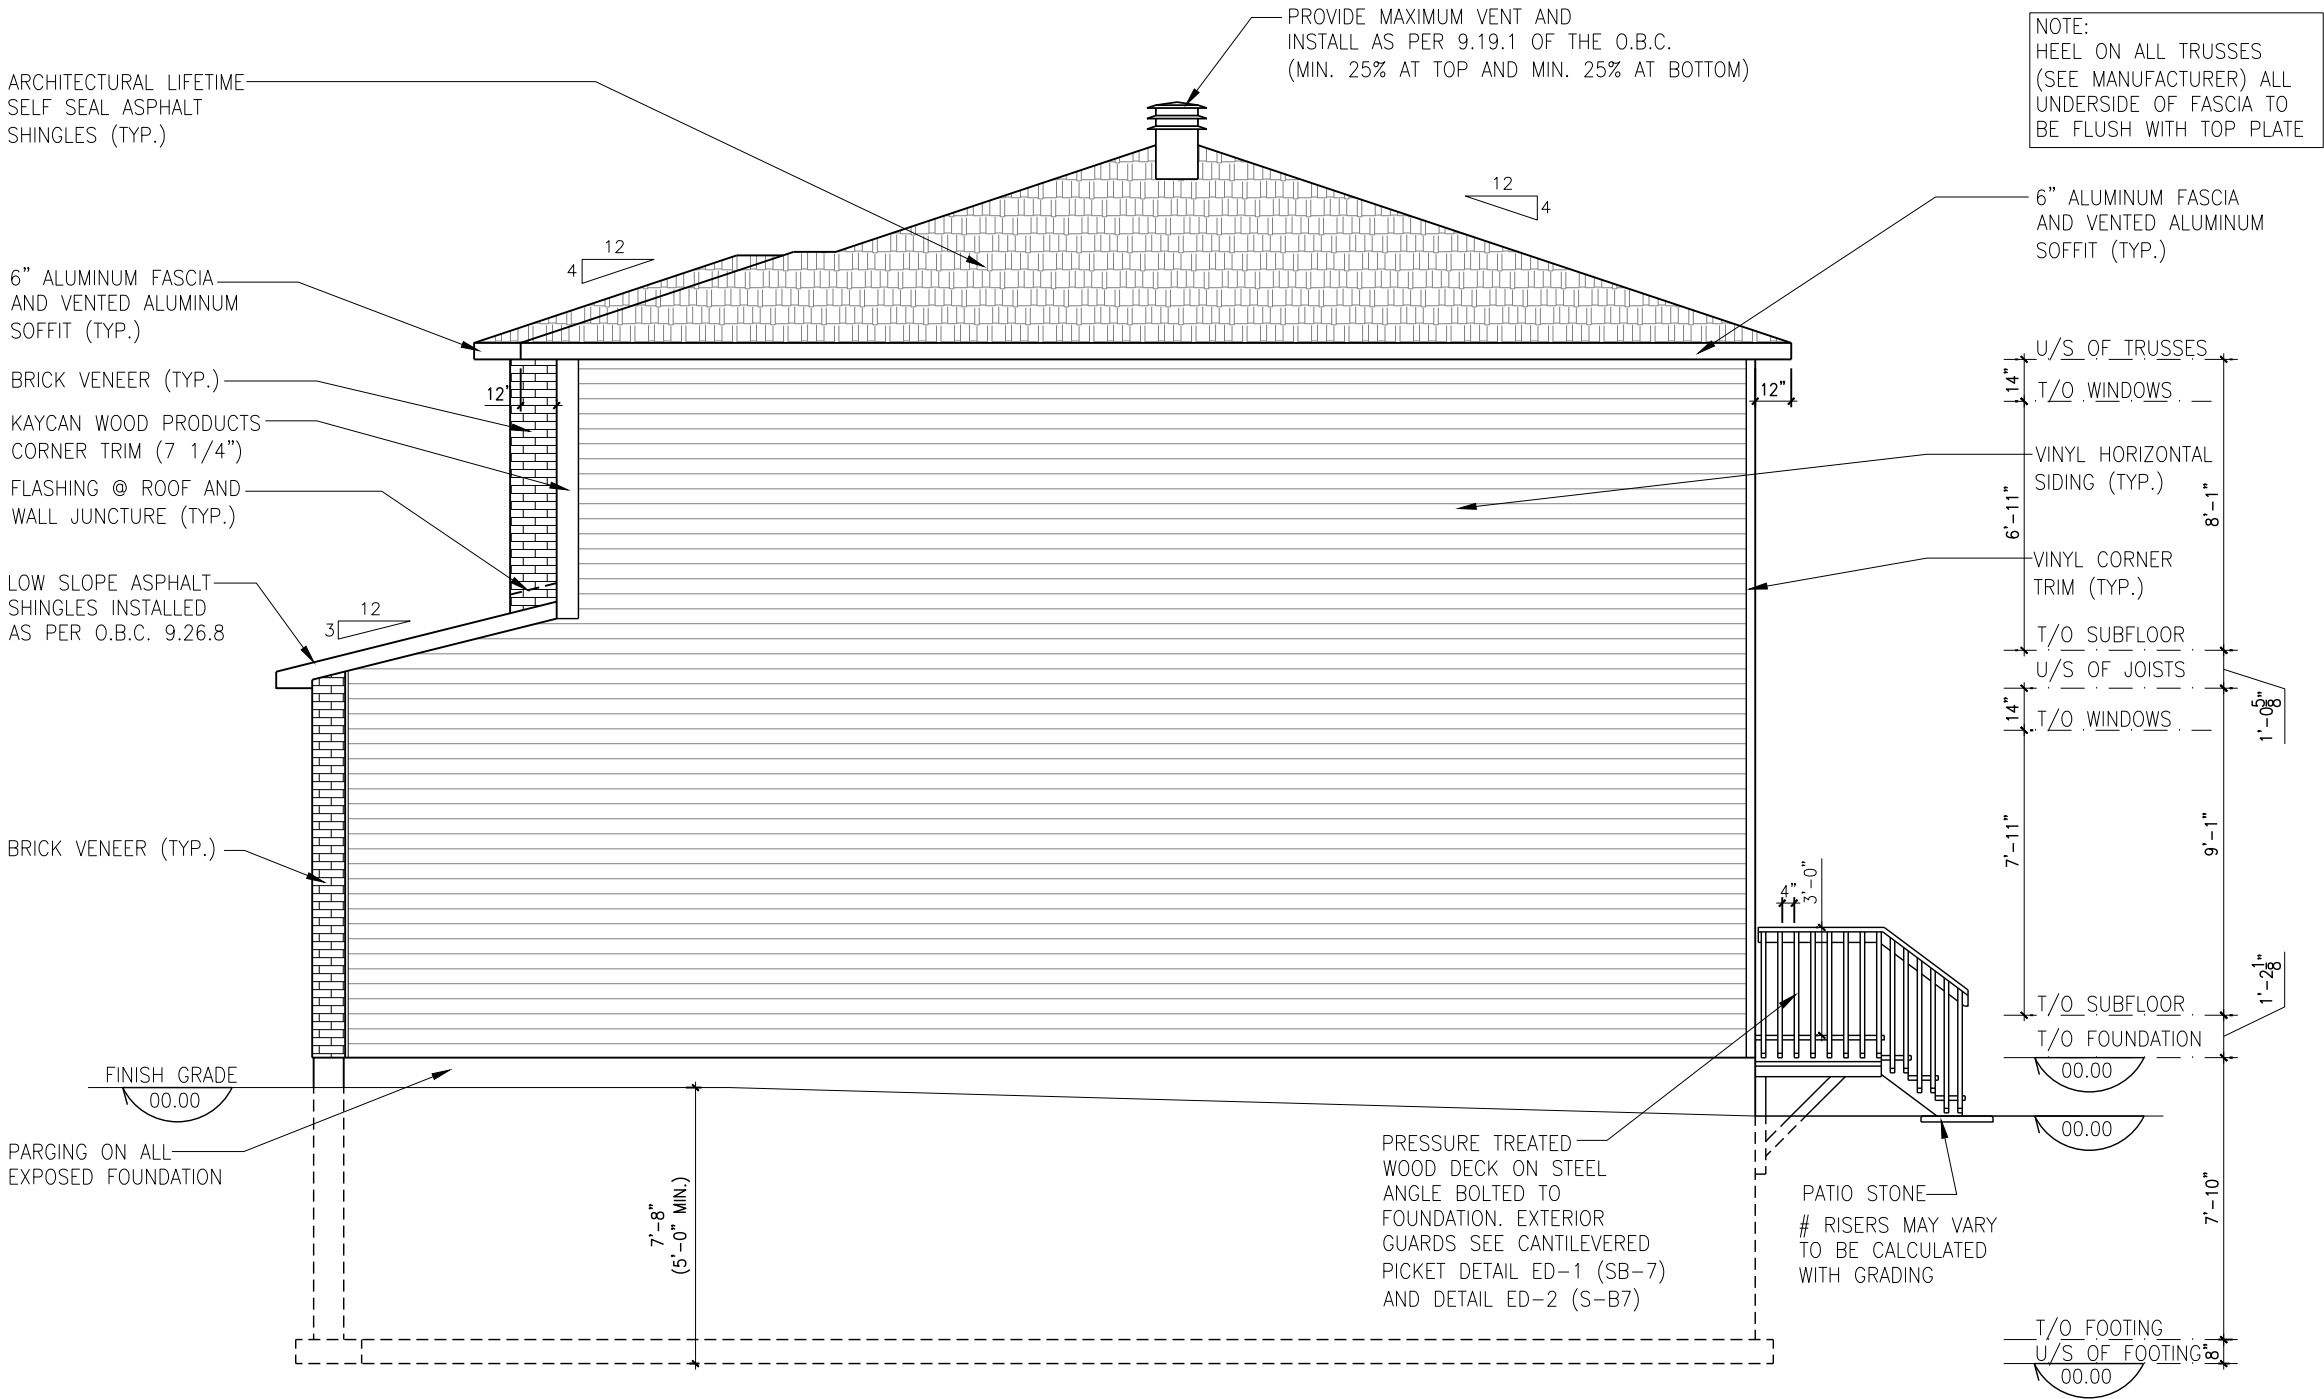 PROVIDE MAXIMUM VENT AND
INSTALL AS PER 9.19.1 OF THE O.B.C.
(MIN. 25% AT TOP AND MIN. 25% AT BOTTOM)
NOTE:
HEEL ON ALL TRUSSES
(SEE MANUFACTURER) ALL
UNDERSIDE OF FASCIA TO
BE FLUSH WITH TOP PLATE
ARCHITECTURAL LIFETIME
SELF SEAL ASPHALT
SHINGLES (TYP.)
12
4
6" ALUMINUM FASCIA
AND VENTED ALUMINUM
SOFFIT (TYP.)
12
4
6" ALUMINUM FASCIA
AND VENTED ALUMINUM
SOFFIT (TYP.)
BRICK VENEER (TYP.)
KAYCAN WOOD PRODUCTS
CORNER TRIM (7 1/4")
FLASHING @ ROOF AND
WALL JUNCTURE (TYP.)
LOW SLOPE ASPHALT
SHINGLES INSTALLED
AS PER O.B.C. 9.26.8
12
3
12'
12"
VINYL HORIZONTAL
SIDING (TYP.)
VINYL CORNER
TRIM (TYP.)
U/S OF TRUSSES
14"
T/O WINDOWS
6'-11"
8'-1"
T/O SUBFLOOR
U/S OF JOISTS
1'-0 5/8"
14"
T/O WINDOWS
7'-11"
9'-1"
BRICK VENEER (TYP.)
4"
3'-0"
T/O SUBFLOOR
1'-2 1/8"
T/O FOUNDATION
00.00
00.00
FINISH GRADE
00.00
PARGING ON ALL
EXPOSED FOUNDATION
7'-8"
(5'-0" MIN.)
PRESSURE TREATED
WOOD DECK ON STEEL
ANGLE BOLTED TO
FOUNDATION. EXTERIOR
GUARDS SEE CANTILEVERED
PICKET DETAIL ED-1 (SB-7)
AND DETAIL ED-2 (S-B7)
PATIO STONE
# RISERS MAY VARY
TO BE CALCULATED
WITH GRADING
7'-10"
T/O FOOTING
U/S OF FOOTING
8"
00.00